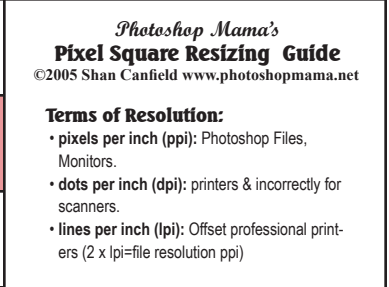 Photoshop Mama's
Pixel Square Resizing Guide
©2005 Shan Canfield www.photoshopmama.net
Terms of Resolution:
• pixels per inch (ppi): Photoshop Files,
Monitors.
• dots per inch (dpi): printers & incorrectly for
scanners.
• lines per inch (lpi): Offset professional print-
ers (2 x lpi=file resolution ppi)